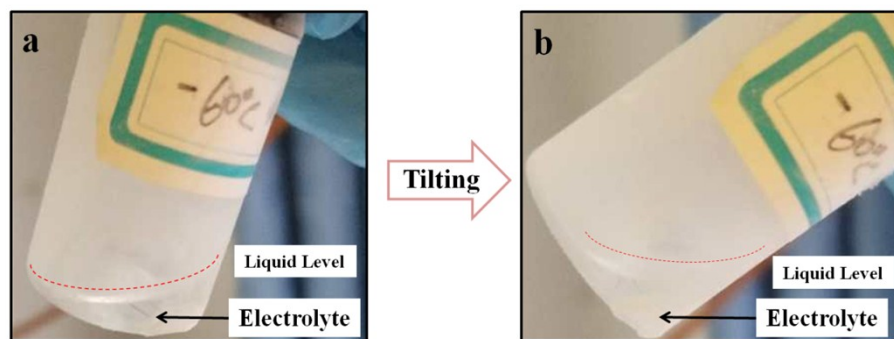 a
-60°C
Liquid Level
Electrolyte
Tilting
b
-60°C
Liquid Level
Electrolyte